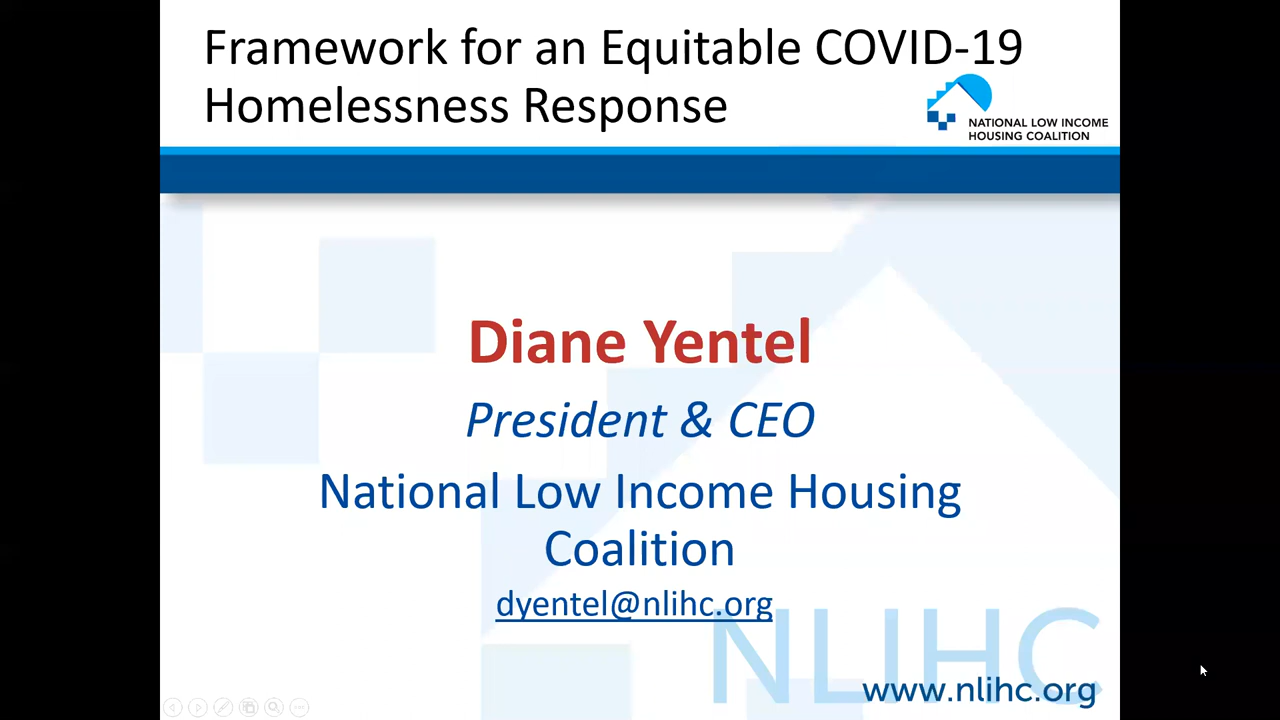 Framework for an Equitable COVID-19
Homelessness Response
NATIONAL LOW INCOME
HOUSING COALITION
Diane Yentel
President & CEO
National Low Income Housing
Coalition
dyentel@nlihc.org
NLIHC
www.nlihc.org